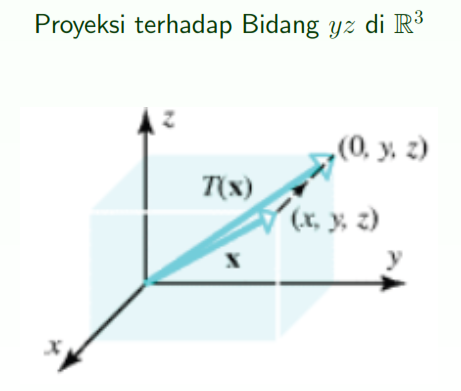 Proyeksi terhadap Bidang yz di ℝ³
z
(0, y, z)
T(x)
(x, y, z)
x
y
x